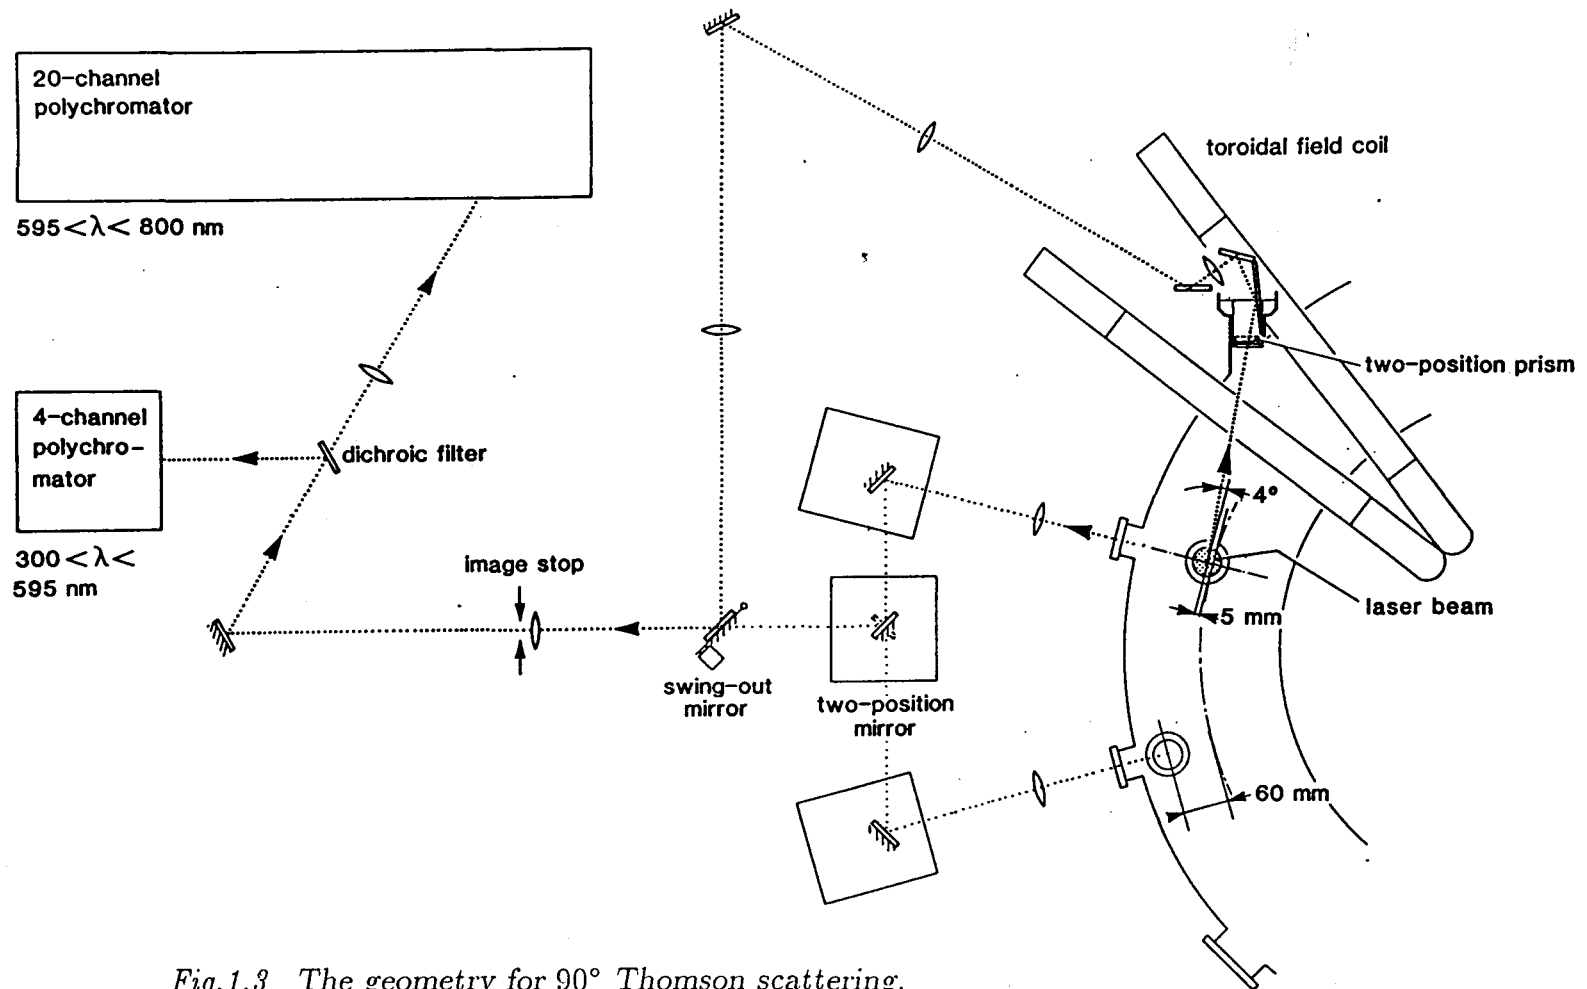 20-channel
polychromator
toroidal field coil
595<λ< 800 nm
two-position prism
4-channel
polychro-
mator
dichroic filter
4°
300<λ<
595 nm
image stop
laser beam
5 mm
swing-out
mirror
two-position
mirror
60 mm
Fig.1.3 The geometry for 90° Thomson scattering.